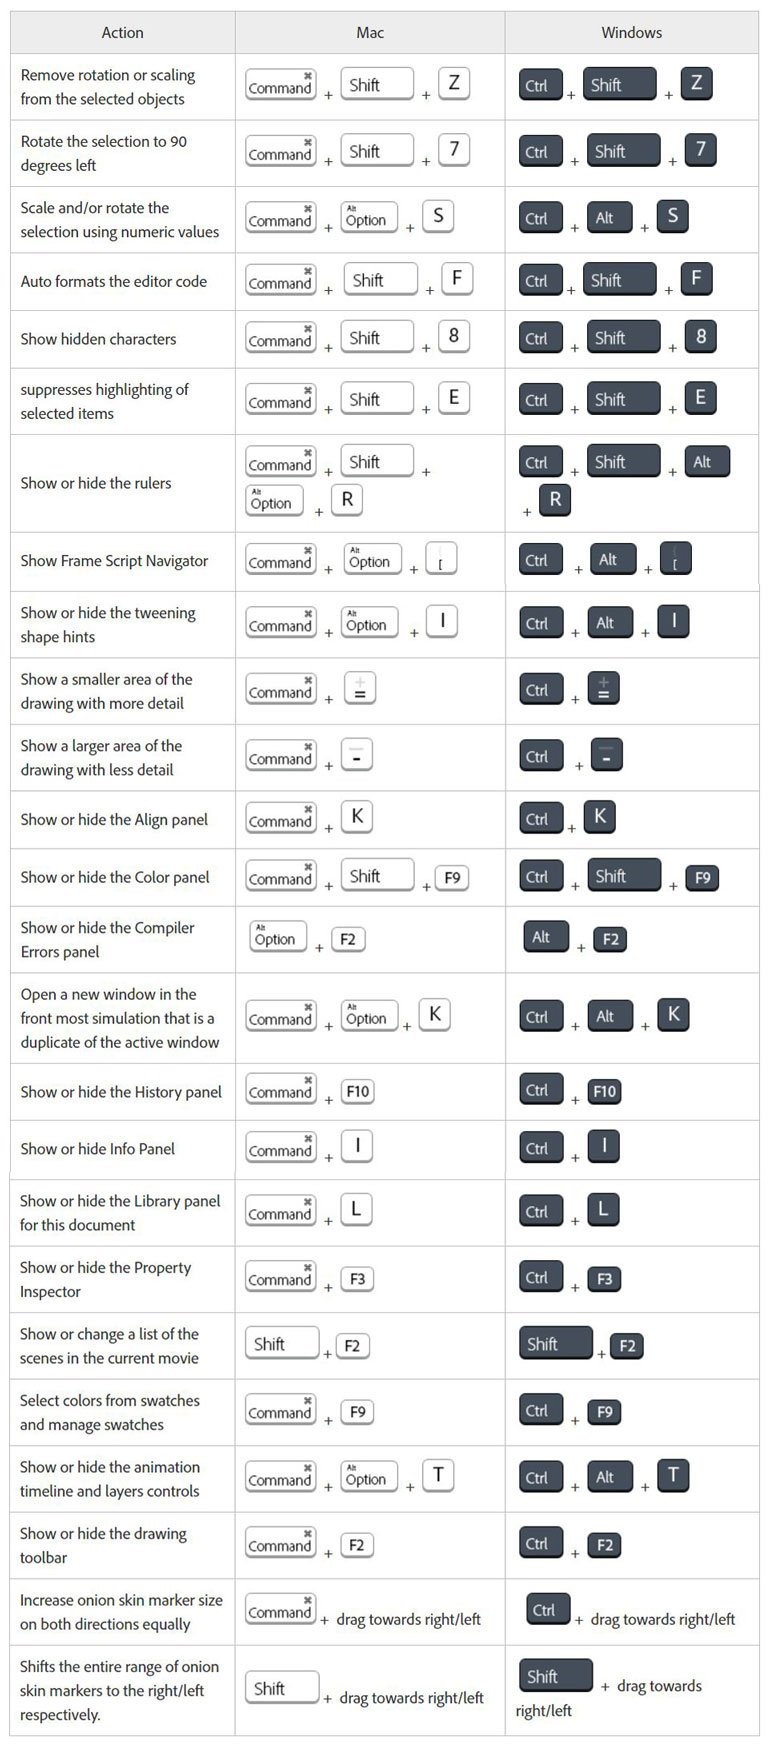 Action Mac Windows
Remove rotation or scaling
from the selected objects
⌘ Command + Shift + Z Ctrl + Shift + Z
Rotate the selection to 90
degrees left
⌘ Command + Shift + 7 Ctrl + Shift + 7
Scale and/or rotate the
selection using numeric values
⌘ Command + Alt Option + S Ctrl + Alt + S
Auto formats the editor code ⌘ Command + Shift + F Ctrl + Shift + F
Show hidden characters ⌘ Command + Shift + 8 Ctrl + Shift + 8
suppresses highlighting of
selected items
⌘ Command + Shift + E Ctrl + Shift + E
Show or hide the rulers
⌘ Command + Shift +
Alt Option + R
Ctrl + Shift + Alt
+ R
Show Frame Script Navigator ⌘ Command + Alt Option + { [ Ctrl + Alt + { [
Show or hide the tweening
shape hints
⌘ Command + Alt Option + I Ctrl + Alt + I
Show a smaller area of the
drawing with more detail
⌘ Command + + = Ctrl + + =
Show a larger area of the
drawing with less detail
⌘ Command + — - Ctrl + — -
Show or hide the Align panel ⌘ Command + K Ctrl + K
Show or hide the Color panel ⌘ Command + Shift + F9 Ctrl + Shift + F9
Show or hide the Compiler
Errors panel
Alt Option + F2 Alt + F2
Open a new window in the
front most simulation that is a
duplicate of the active window
⌘ Command + Alt Option + K Ctrl + Alt + K
Show or hide the History panel ⌘ Command + F10 Ctrl + F10
Show or hide Info Panel ⌘ Command + I Ctrl + I
Show or hide the Library panel
for this document
⌘ Command + L Ctrl + L
Show or hide the Property
Inspector
⌘ Command + F3 Ctrl + F3
Show or change a list of the
scenes in the current movie
Shift + F2 Shift + F2
Select colors from swatches
and manage swatches
⌘ Command + F9 Ctrl + F9
Show or hide the animation
timeline and layers controls
⌘ Command + Alt Option + T Ctrl + Alt + T
Show or hide the drawing
toolbar
⌘ Command + F2 Ctrl + F2
Increase onion skin marker size
on both directions equally
⌘ Command + drag towards right/left Ctrl + drag towards right/left
Shifts the entire range of onion
skin markers to the right/left
respectively.
Shift + drag towards right/left
Shift + drag towards
right/left